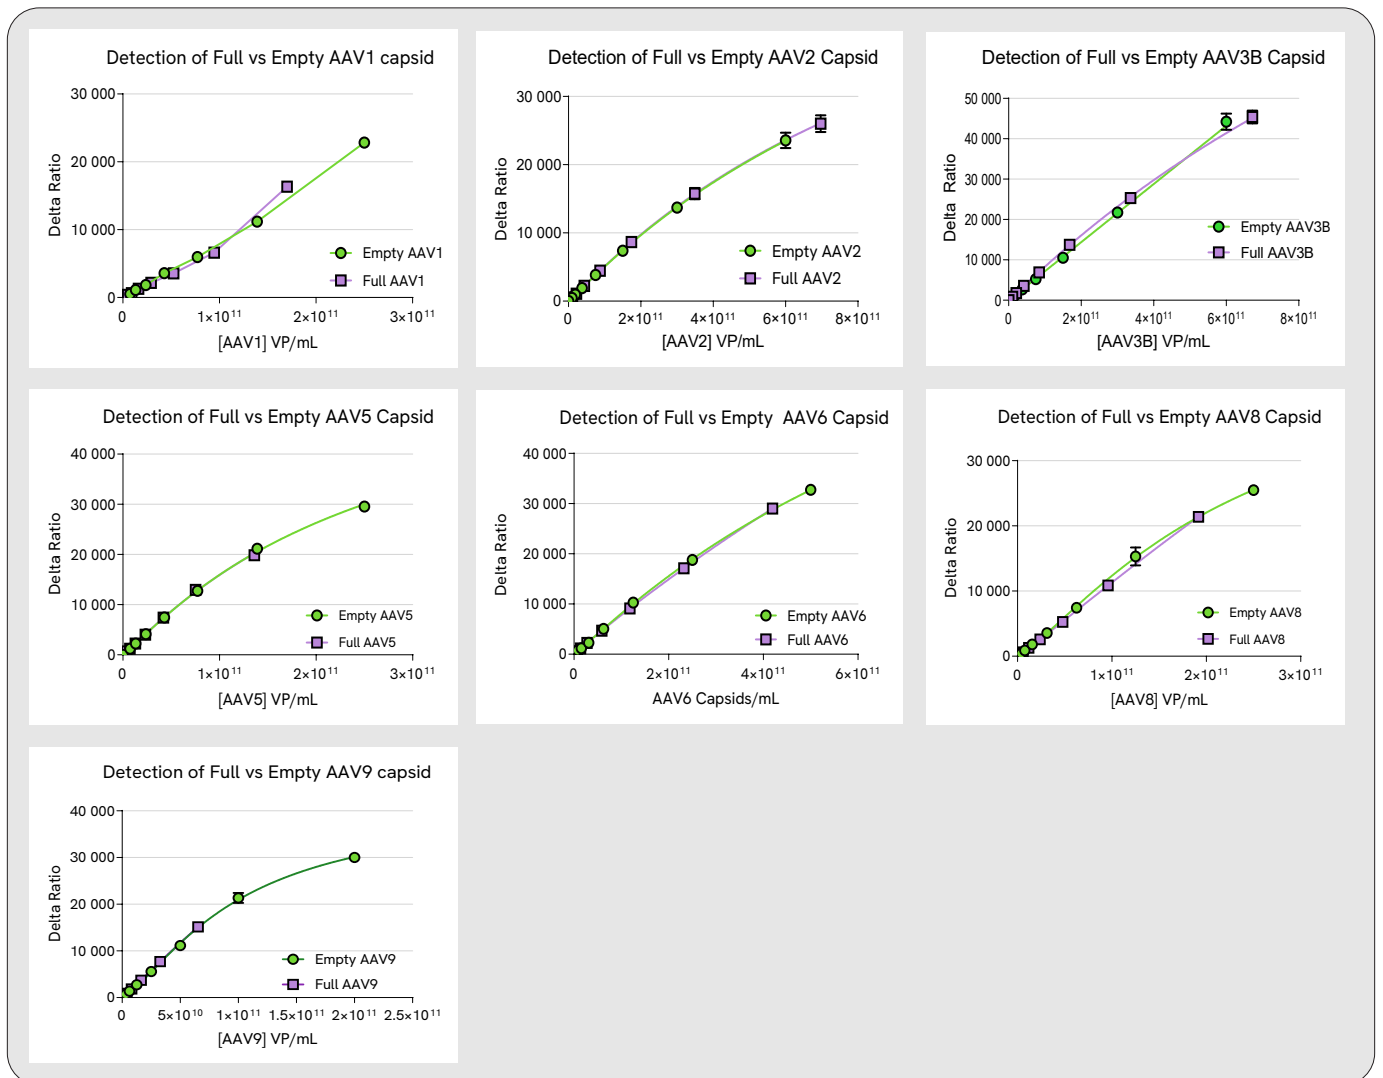 Detection of Full vs Empty AAV1 capsid
30 000
20 000
10 000
0
Delta Ratio
Empty AAV1
Full AAV1
0 1×10¹¹ 2×10¹¹ 3×10¹¹
[AAV1] VP/mL
Detection of Full vs Empty AAV2 Capsid
30 000
20 000
10 000
0
Delta Ratio
Empty AAV2
Full AAV2
0 2×10¹¹ 4×10¹¹ 6×10¹¹ 8×10¹¹
[AAV2] VP/mL
Detection of Full vs Empty AAV3B Capsid
50 000
40 000
30 000
20 000
10 000
0
Delta Ratio
Empty AAV3B
Full AAV3B
0 2×10¹¹ 4×10¹¹ 6×10¹¹ 8×10¹¹
[AAV3B] VP/mL
Detection of Full vs Empty AAV5 Capsid
40 000
30 000
20 000
10 000
0
Delta Ratio
Empty AAV5
Full AAV5
0 1×10¹¹ 2×10¹¹ 3×10¹¹
[AAV5] VP/mL
Detection of Full vs Empty AAV6 Capsid
40 000
30 000
20 000
10 000
0
Delta Ratio
Empty AAV6
Full AAV6
0 2×10¹¹ 4×10¹¹ 6×10¹¹
AAV6 Capsids/mL
Detection of Full vs Empty AAV8 Capsid
30 000
20 000
10 000
0
Delta Ratio
Empty AAV8
Full AAV8
0 1×10¹¹ 2×10¹¹ 3×10¹¹
[AAV8] VP/mL
Detection of Full vs Empty AAV9 capsid
40 000
30 000
20 000
10 000
0
Delta Ratio
Empty AAV9
Full AAV9
0 5×10¹⁰ 1×10¹¹ 1.5×10¹¹ 2×10¹¹ 2.5×10¹¹
[AAV9] VP/mL